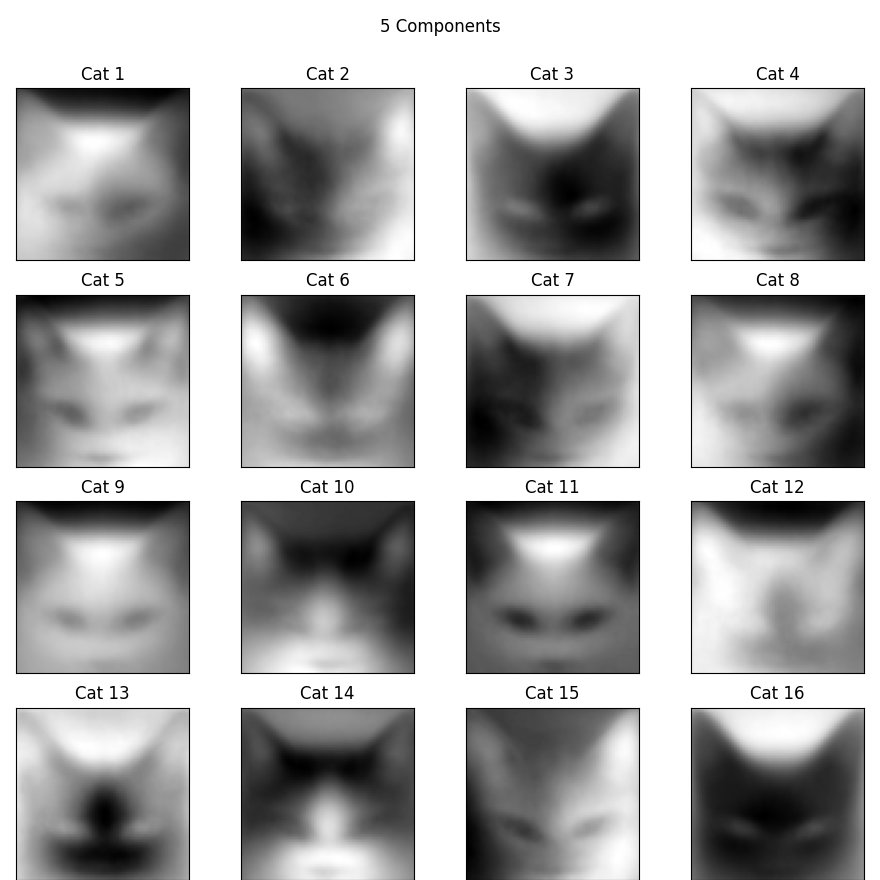 5 Components
Cat 1 Cat 2 Cat 3 Cat 4
Cat 5 Cat 6 Cat 7 Cat 8
Cat 9 Cat 10 Cat 11 Cat 12
Cat 13 Cat 14 Cat 15 Cat 16